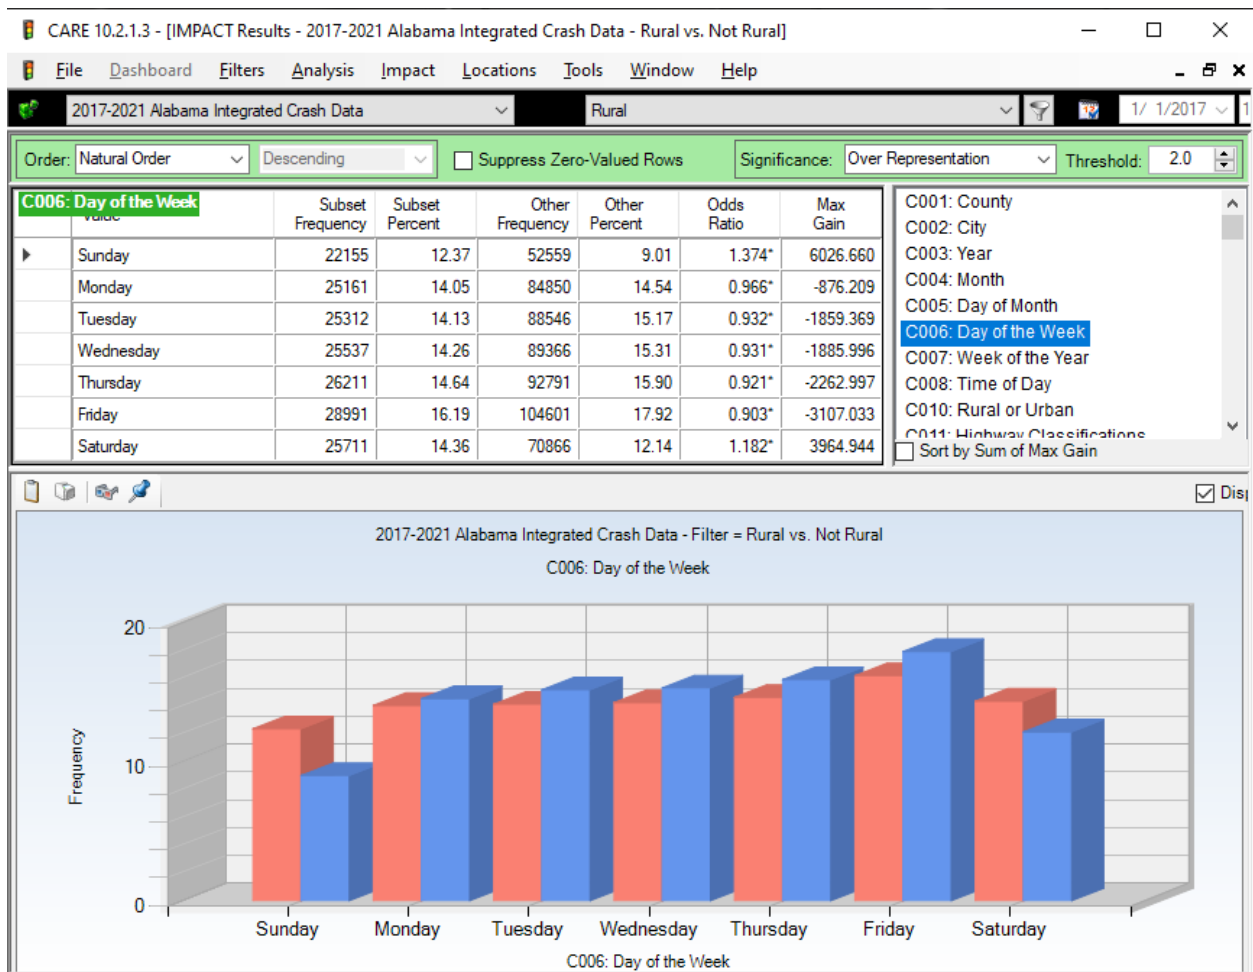 CARE 10.2.1.3 - [IMPACT Results - 2017-2021 Alabama Integrated Crash Data - Rural vs. Not Rural]
File Dashboard Filters Analysis Impact Locations Tools Window Help
2017-2021 Alabama Integrated Crash Data Rural 1/ 1/2017 1
Order: Natural Order Descending Suppress Zero-Valued Rows Significance: Over Representation Threshold: 2.0
C006: Day of the Week
Value Subset Frequency Subset Percent Other Frequency Other Percent Odds Ratio Max Gain
Sunday 22155 12.37 52559 9.01 1.374* 6026.660
Monday 25161 14.05 84850 14.54 0.966* -876.209
Tuesday 25312 14.13 88546 15.17 0.932* -1859.369
Wednesday 25537 14.26 89366 15.31 0.931* -1885.996
Thursday 26211 14.64 92791 15.90 0.921* -2262.997
Friday 28991 16.19 104601 17.92 0.903* -3107.033
Saturday 25711 14.36 70866 12.14 1.182* 3964.944
C001: County
C002: City
C003: Year
C004: Month
C005: Day of Month
C006: Day of the Week
C007: Week of the Year
C008: Time of Day
C010: Rural or Urban
C011: Highway Classifications
Sort by Sum of Max Gain
Disp
2017-2021 Alabama Integrated Crash Data - Filter = Rural vs. Not Rural
C006: Day of the Week
Frequency
20
10
0
Sunday Monday Tuesday Wednesday Thursday Friday Saturday
C006: Day of the Week